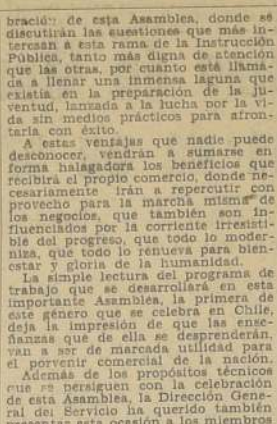 bración de esta Asamblea, donde se
discutirán las cuestiones que más in-
teresan a esta rama de la Instrucción
Pública, tanto más digna de atención
que las otras, por cuanto está llama-
da a llenar una inmensa laguna que
existía en la preparación de la ju-
ventud, lanzada a la lucha por la vi-
da sin medios prácticos para afron-
tarla con éxito.
A estas ventajas que nadie puede
desconocer, vendrán a sumarse en
forma halagadora los beneficios que
recibirá el propio comercio, donde ne-
cesariamente irán a repercutir con
provecho para la marcha misma de
los negocios, que también son in-
fluenciados por la corriente irresisti-
ble del progreso, que todo lo moder-
niza, que todo lo renueva para bien-
estar y gloria de la humanidad.
La simple lectura del programa de
trabajo que se desarrollará en esta
importante Asamblea, la primera de
este género que se celebra en Chile,
deja la impresión de que las ense-
ñanzas que de ella se desprenderán,
van a ser de marcada utilidad para
el porvenir comercial de la nación.
Además de los propósitos técnicos
que se persiguen con la celebración
de esta Asamblea, la Dirección Gene-
ral del Servicio ha querido también
esta ocasión a los miembros